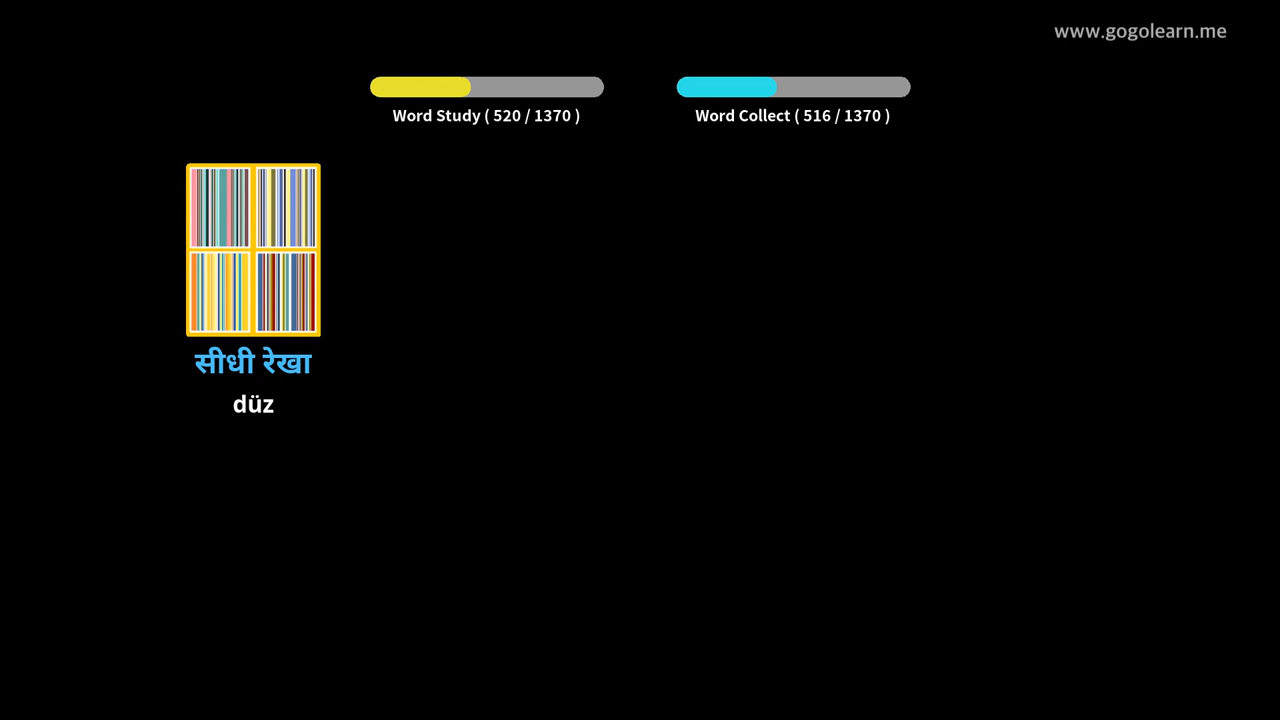 www.gogolearn.me
Word Study ( 520 / 1370 )
Word Collect ( 516 / 1370 )
सीधी रेखा
düz